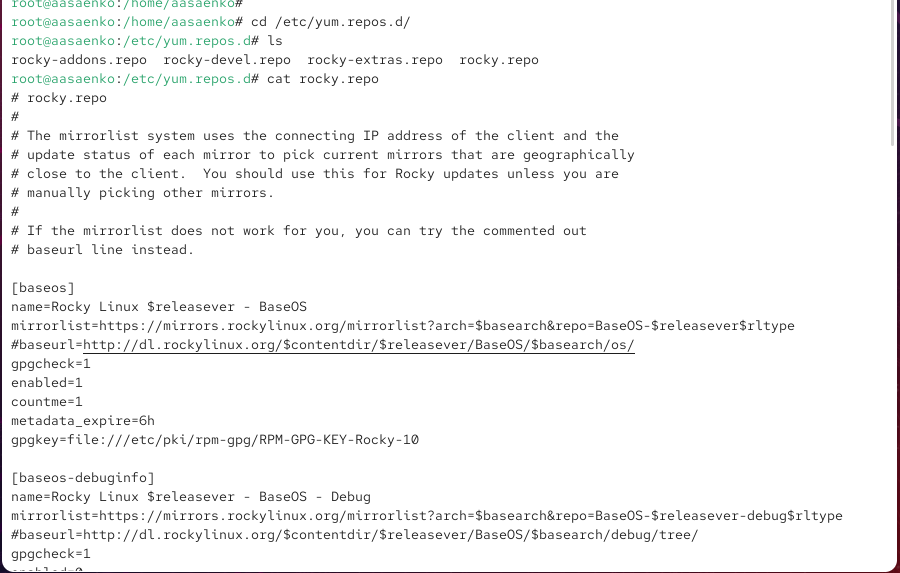 root@aasaenko:/home/aasaenko#
root@aasaenko:/home/aasaenko# cd /etc/yum.repos.d/
root@aasaenko:/etc/yum.repos.d# ls
rocky-addons.repo  rocky-devel.repo  rocky-extras.repo  rocky.repo
root@aasaenko:/etc/yum.repos.d# cat rocky.repo
# rocky.repo
#
# The mirrorlist system uses the connecting IP address of the client and the
# update status of each mirror to pick current mirrors that are geographically
# close to the client.  You should use this for Rocky updates unless you are
# manually picking other mirrors.
#
# If the mirrorlist does not work for you, you can try the commented out
# baseurl line instead.

[baseos]
name=Rocky Linux $releasever - BaseOS
mirrorlist=https://mirrors.rockylinux.org/mirrorlist?arch=$basearch&repo=BaseOS-$releasever$rltype
#baseurl=http://dl.rockylinux.org/$contentdir/$releasever/BaseOS/$basearch/os/
gpgcheck=1
enabled=1
countme=1
metadata_expire=6h
gpgkey=file:///etc/pki/rpm-gpg/RPM-GPG-KEY-Rocky-10

[baseos-debuginfo]
name=Rocky Linux $releasever - BaseOS - Debug
mirrorlist=https://mirrors.rockylinux.org/mirrorlist?arch=$basearch&repo=BaseOS-$releasever-debug$rltype
#baseurl=http://dl.rockylinux.org/$contentdir/$releasever/BaseOS/$basearch/debug/tree/
gpgcheck=1